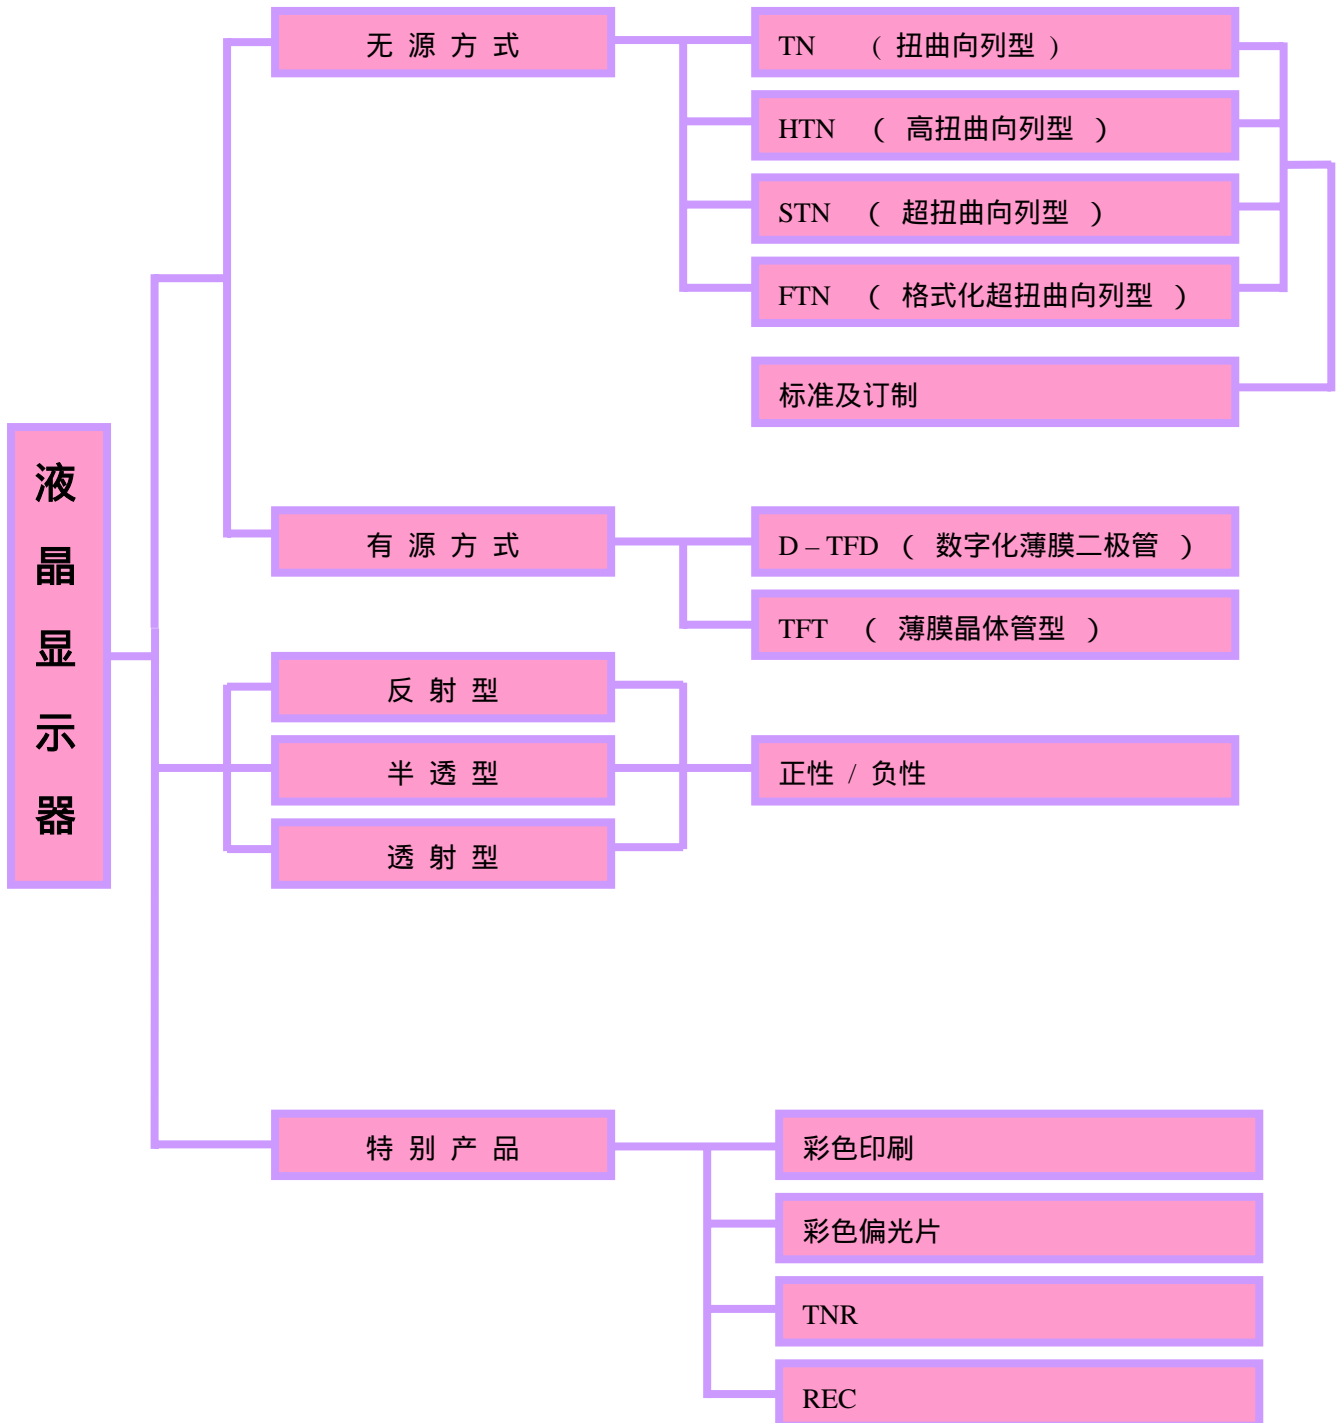 无 源 方 式
TN ( 扭曲向列型 )
HTN ( 高扭曲向列型 )
STN ( 超扭曲向列型 )
FTN ( 格式化超扭曲向列型 )
标准及订制
液
晶
显
示
器
有 源 方 式
D – TFD ( 数字化薄膜二极管 )
TFT ( 薄膜晶体管型 )
反 射 型
半 透 型
正性 / 负性
透 射 型
特 别 产 品
彩色印刷
彩色偏光片
TNR
REC